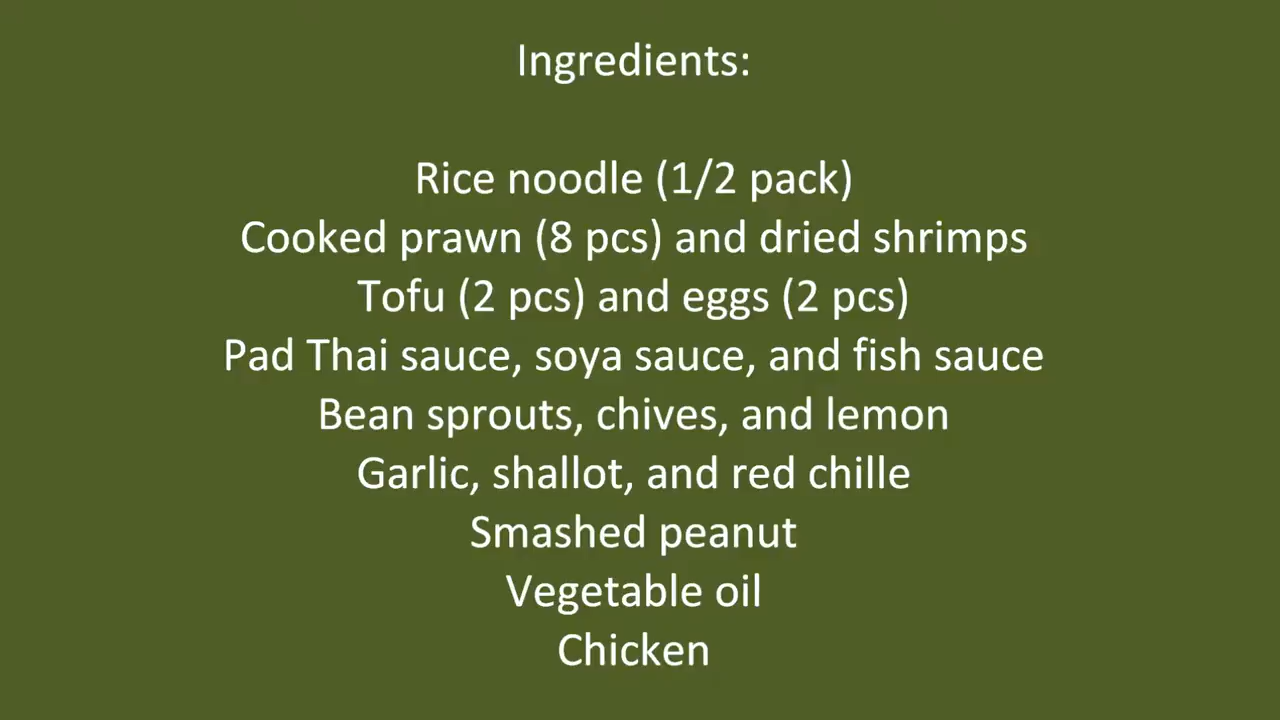 Ingredients:
Rice noodle (1/2 pack)
Cooked prawn (8 pcs) and dried shrimps
Tofu (2 pcs) and eggs (2 pcs)
Pad Thai sauce, soya sauce, and fish sauce
Bean sprouts, chives, and lemon
Garlic, shallot, and red chille
Smashed peanut
Vegetable oil
Chicken